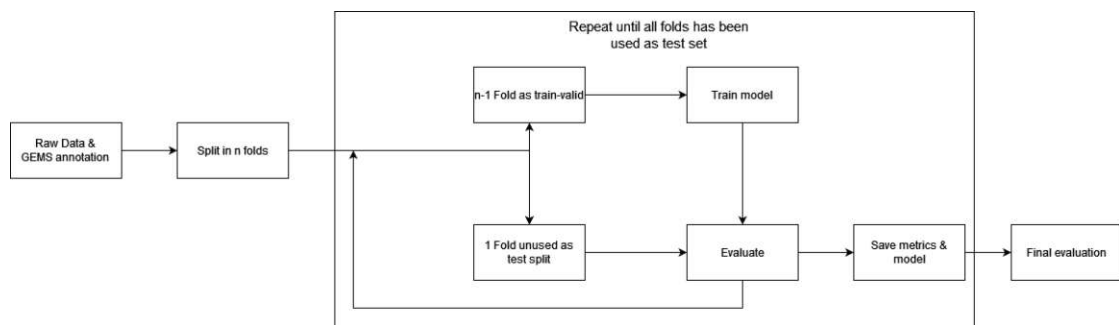 Repeat until all folds has been
used as test set
n-1 Fold as train-valid
Train model
Raw Data &
GEMS annotation
Split in n folds
1 Fold unused as
test split
Evaluate
Save metrics &
model
Final evaluation